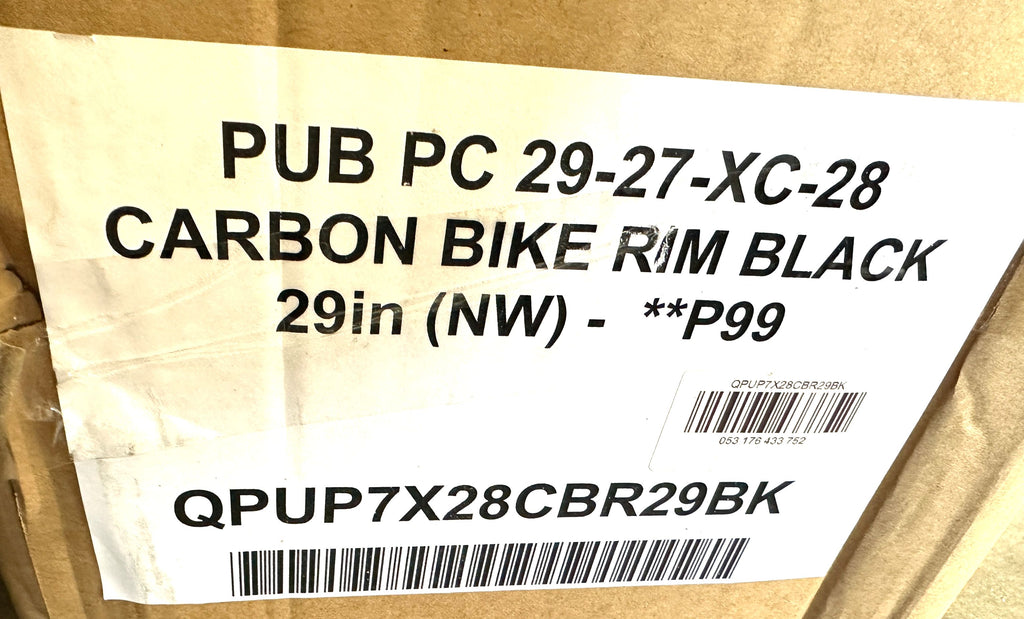 PUB PC 29-27-XC-28
CARBON BIKE RIM BLACK
29in (NW) - **P99
QPUP7X28CBR29BK
053 176 433 752
QPUP7X28CBR29BK